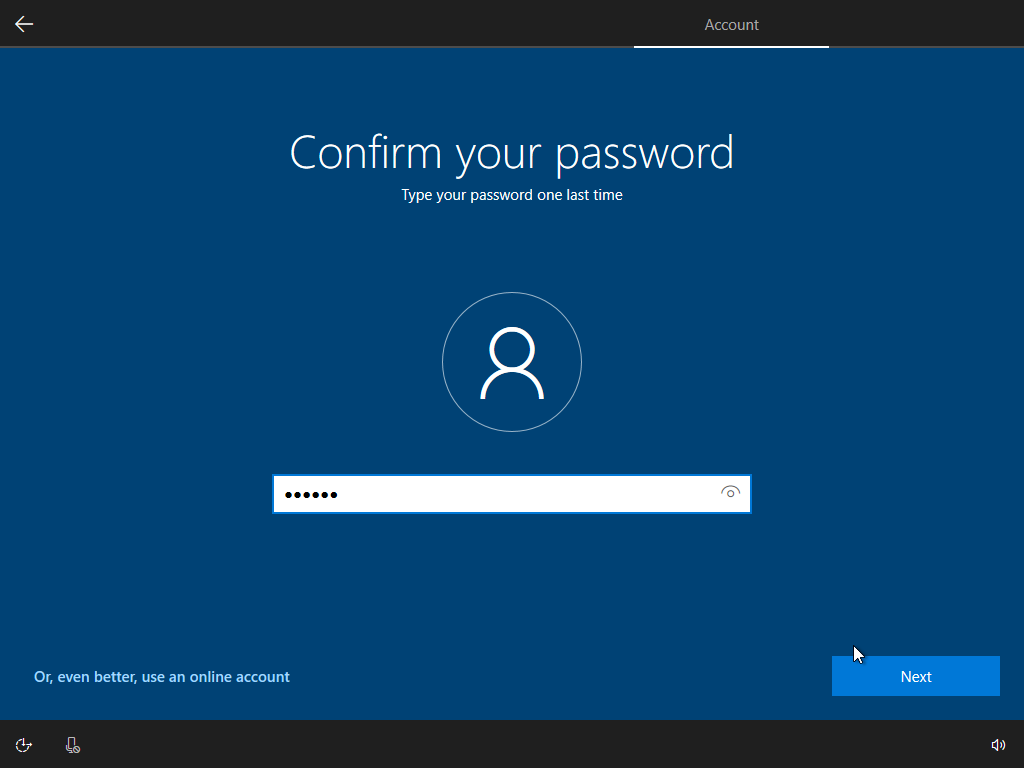 Account
Confirm your password
Type your password one last time
••••••
Or, even better, use an online account
Next